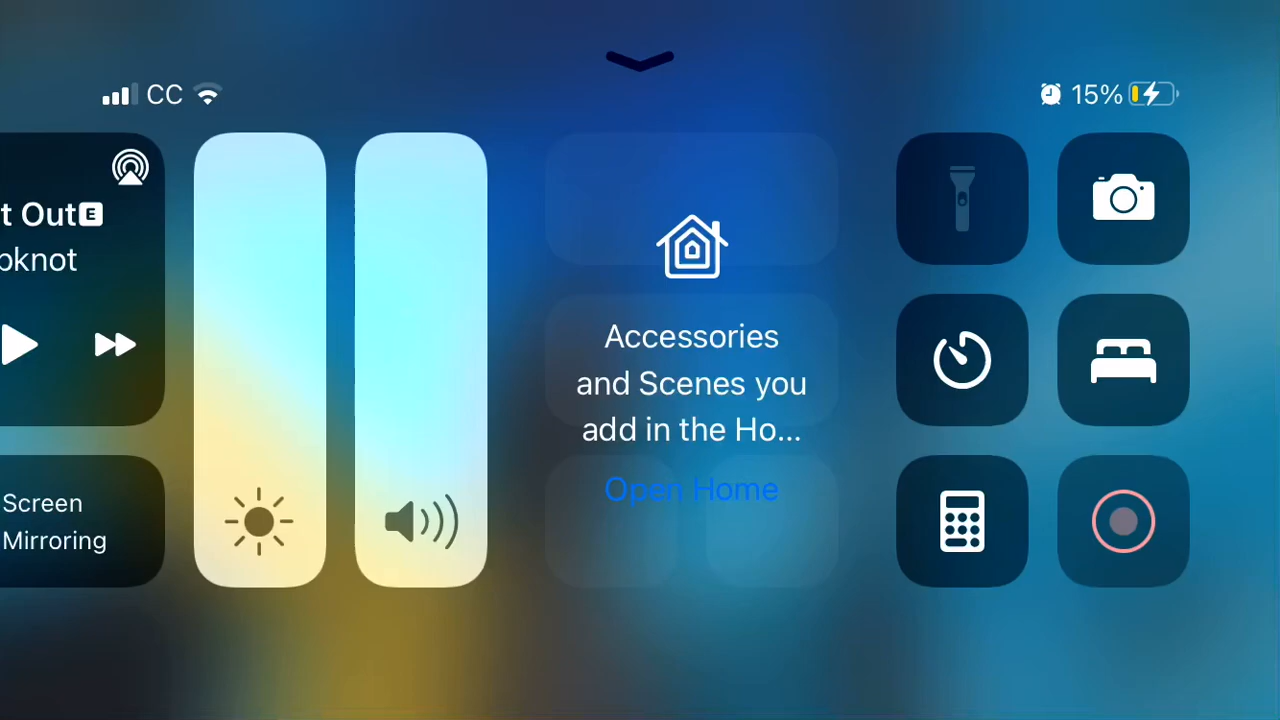 CC
15%
t Out E
oknot
Screen
Mirroring
Accessories
and Scenes you
add in the Ho...
Open Home